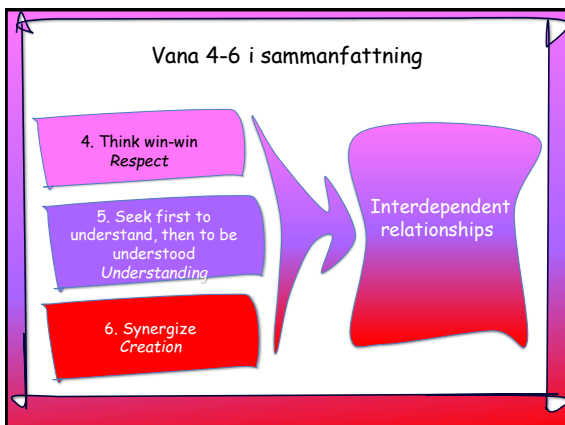 Vana 4-6 i sammanfattning
4. Think win-win
Respect
5. Seek first to
understand, then to be
understood
Understanding
6. Synergize
Creation
Interdependent
relationships